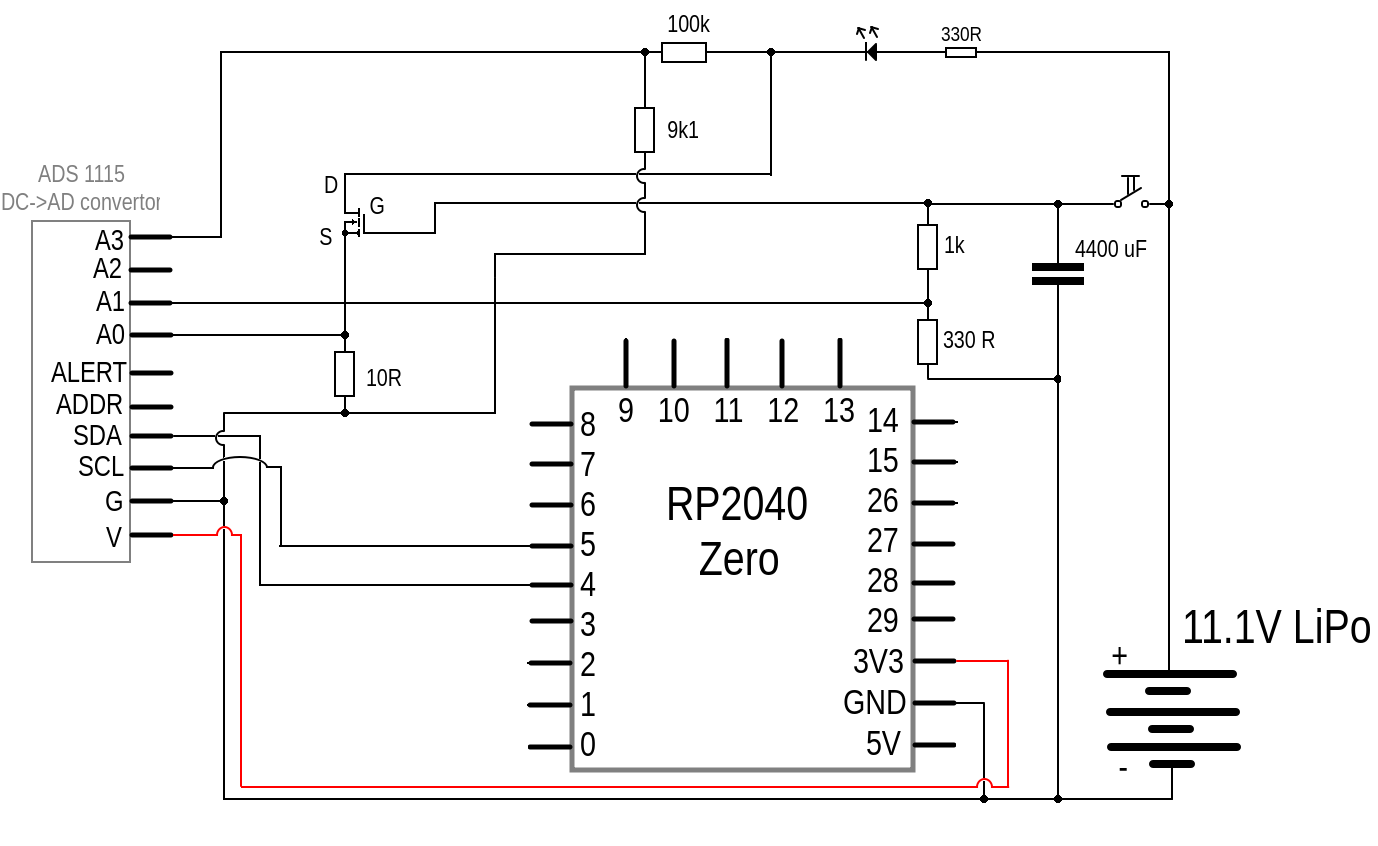 100k
330R
9k1
ADS 1115
DC->AD convertor
D
G
S
A3
A2
A1
A0
ALERT
ADDR
SDA
SCL
G
V
10R
1k
330 R
4400 uF
9 10 11 12 13
8
7
6
5
4
3
2
1
0
RP2040
Zero
14
15
26
27
28
29
3V3
GND
5V
11.1V LiPo
+
-